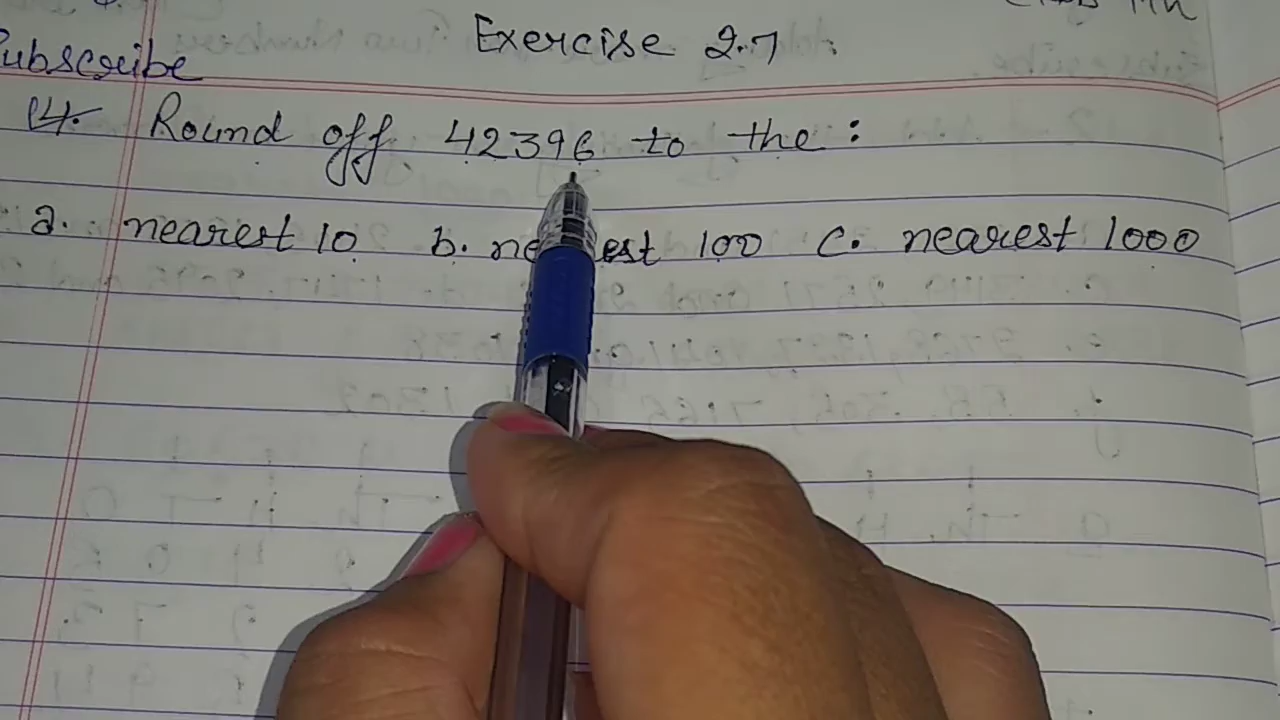 Exercise 2.7
Subscribe
14. Round off 42396 to the :
a. nearest 10 b. nearest 100 c. nearest 1000